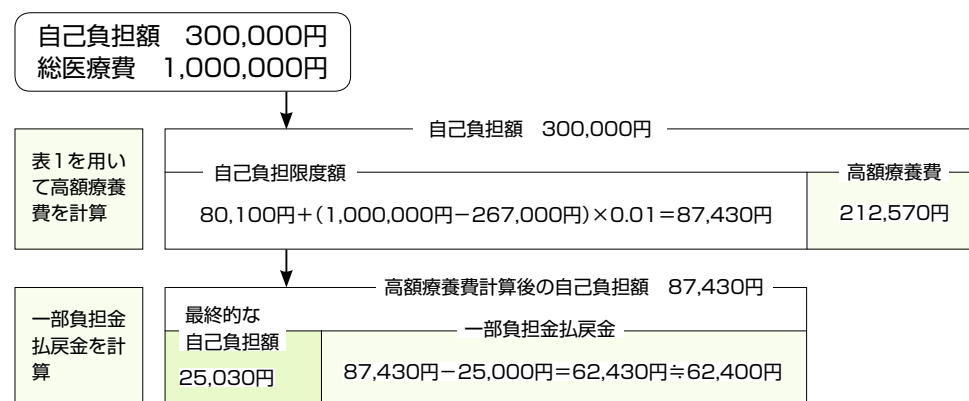 自己負担額　300,000円
総医療費　1,000,000円
自己負担額　300,000円
表1を用い
て高額療養
費を計算
自己負担限度額
80,100円＋（1,000,000円－267,000円）×0.01＝87,430円
高額療養費
212,570円
高額療養費計算後の自己負担額　87,430円
一部負担金
払戻金を計
算
最終的な
自己負担額
25,030円
一部負担金払戻金
87,430円－25,000円＝62,430円≒62,400円